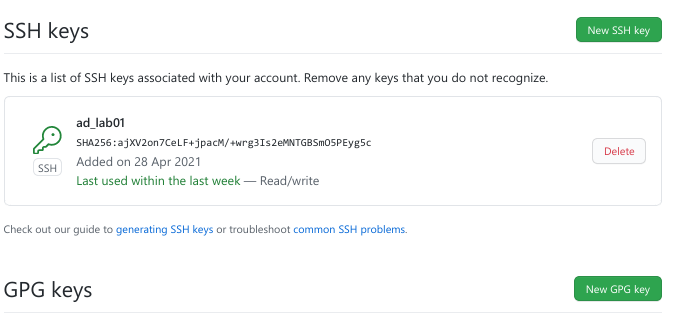 SSH keys
New SSH key
This is a list of SSH keys associated with your account. Remove any keys that you do not recognize.
ad_lab01
SHA256:ajXV2on7CeLF+jpacM/+wrg3Is2eMNTGBSmO5PEyg5c
Added on 28 Apr 2021
Last used within the last week — Read/write
SSH
Delete
Check out our guide to generating SSH keys or troubleshoot common SSH problems.
GPG keys
New GPG key